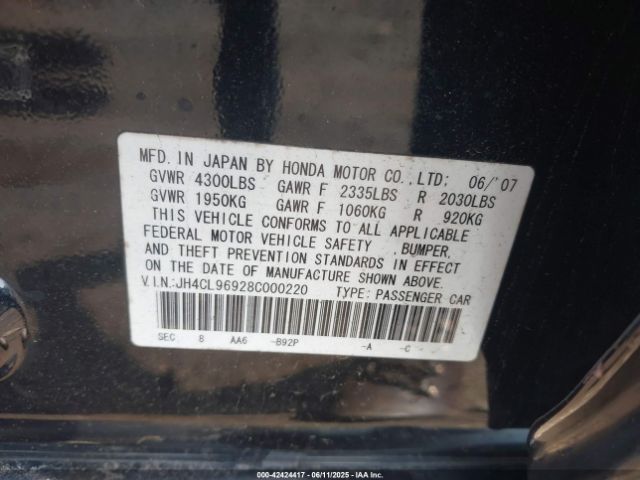 MFD.IN JAPAN BY HONDA MOTOR CO.,LTD: 06/'07
GVWR 4300LBS GAWR F 2335LBS R 2030LBS
GVWR 1950KG GAWR F 1060KG R 920KG
THIS VEHICLE CONFORMS TO ALL APPLICABLE
FEDERAL MOTOR VEHICLE SAFETY ,BUMPER,
AND THEFT PREVENTION STANDARDS IN EFFECT
ON THE DATE OF MANUFACTURE SHOWN ABOVE.
V.I.N.:JH4CL96928C000220 TYPE: PASSENGER CAR
SEC 8 AA6 -B92P -A -C
000-42424417 - 06/11/2025 - IAA Inc.